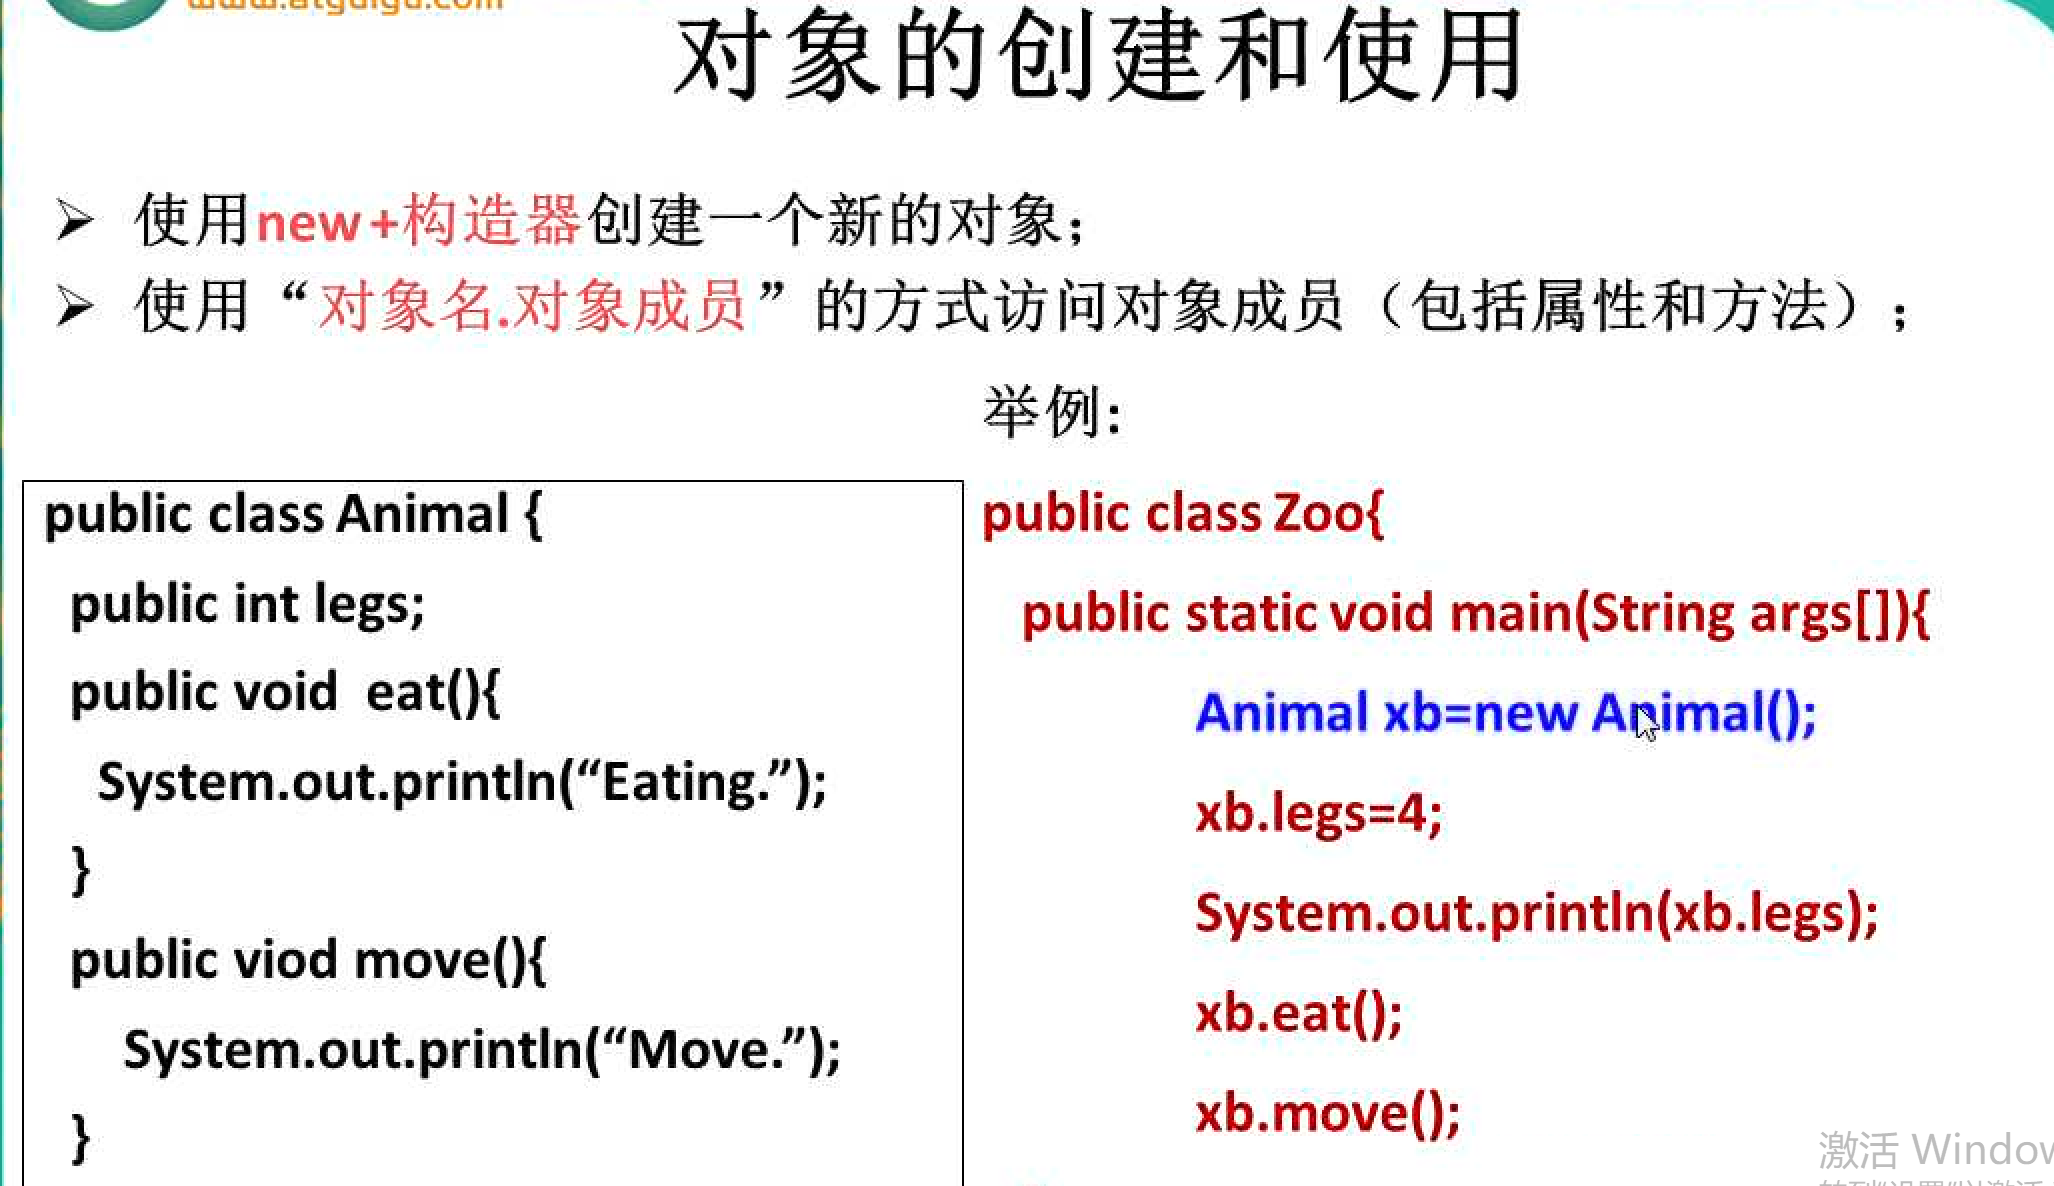 www.atguigu.com
对象的创建和使用
➢ 使用new+构造器创建一个新的对象；
➢ 使用“对象名.对象成员”的方式访问对象成员（包括属性和方法）；
举例：
public class Animal {
public int legs;
public void eat(){
System.out.println(“Eating.”);
}
public viod move(){
System.out.println(“Move.”);
}
public class Zoo{
public static void main(String args[]){
Animal xb=new Animal();
xb.legs=4;
System.out.println(xb.legs);
xb.eat();
xb.move();
激活 Window